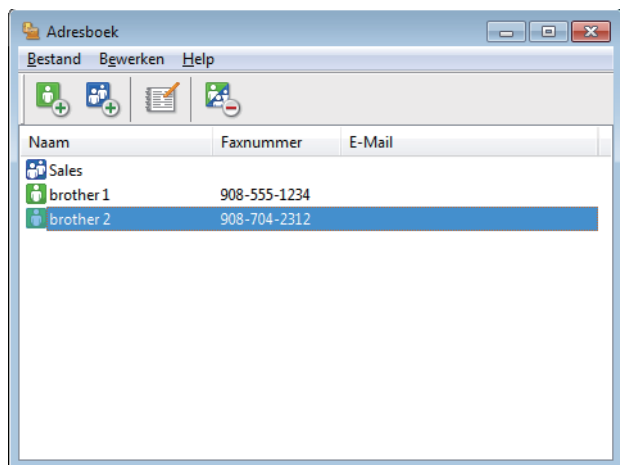 Adresboek
Bestand Bewerken Help
Naam Faxnummer E-Mail
Sales
brother 1 908-555-1234
brother 2 908-704-2312